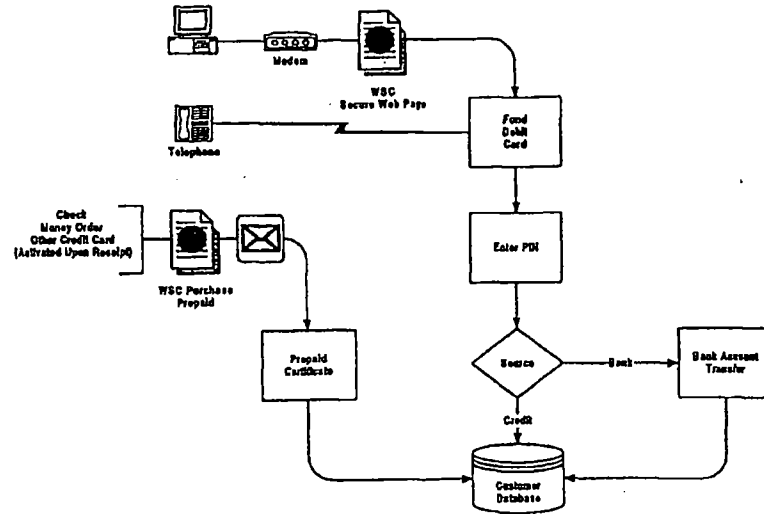 Modem
WSC
Secure Web Page
Telephone
Fund
Debit
Card
Check
Money Order
Other Credit Card
(Activated Upon Receipt)
WSC Purchase
Prepaid
Enter PIN
Prepaid
Certificate
Source
Bank
Bank Account
Transfer
Credit
Customer
Database